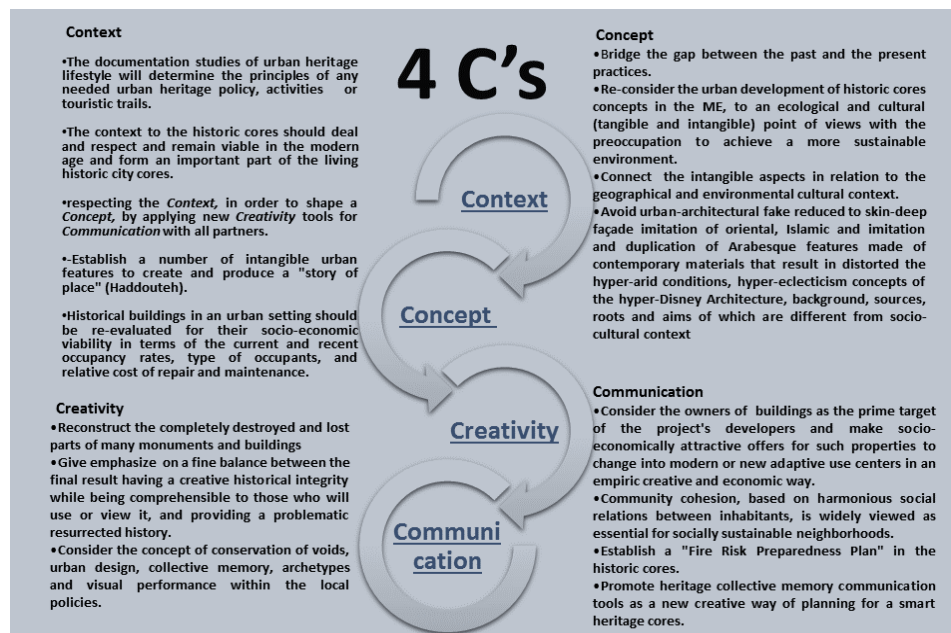 Context
•The documentation studies of urban heritage
lifestyle will determine the principles of any
needed urban heritage policy, activities or
touristic trails.
•The context to the historic cores should deal
and respect and remain viable in the modern
age and form an important part of the living
historic city cores.
•respecting the Context, in order to shape a
Concept, by applying new Creativity tools for
Communication with all partners.
•-Establish a number of intangible urban
features to create and produce a "story of
place" (Haddouteh).
•Historical buildings in an urban setting should
be re-evaluated for their socio-economic
viability in terms of the current and recent
occupancy rates, type of occupants, and
relative cost of repair and maintenance.
Creativity
•Reconstruct the completely destroyed and lost
parts of many monuments and buildings
•Give emphasize on a fine balance between the
final result having a creative historical integrity
while being comprehensible to those who will
use or view it, and providing a problematic
resurrected history.
•Consider the concept of conservation of voids,
urban design, collective memory, archetypes
and visual performance within the local
policies.
4 C's
Context
Concept
Creativity
Communi
cation
Concept
•Bridge the gap between the past and the present
practices.
•Re-consider the urban development of historic cores
concepts in the ME, to an ecological and cultural
(tangible and intangible) point of views with the
preoccupation to achieve a more sustainable
environment.
•Connect the intangible aspects in relation to the
geographical and environmental cultural context.
•Avoid urban-architectural fake reduced to skin-deep
façade imitation of oriental, Islamic and imitation
and duplication of Arabesque features made of
contemporary materials that result in distorted the
hyper-arid conditions, hyper-eclecticism concepts of
the hyper-Disney Architecture, background, sources,
roots and aims of which are different from socio-
cultural context
Communication
•Consider the owners of buildings as the prime target
of the project's developers and make socio-
economically attractive offers for such properties to
change into modern or new adaptive use centers in an
empiric creative and economic way.
•Community cohesion, based on harmonious social
relations between inhabitants, is widely viewed as
essential for socially sustainable neighborhoods.
•Establish a "Fire Risk Preparedness Plan" in the
historic cores.
•Promote heritage collective memory communication
tools as a new creative way of planning for a smart
heritage cores.